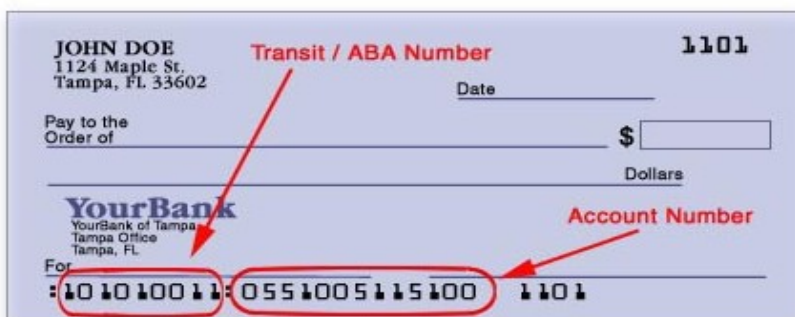 JOHN DOE
1124 Maple St.
Tampa, FL 33602
Transit / ABA Number
1101
Date
Pay to the
Order of
$
Dollars
YourBank
YourBank of Tampa
Tampa Office
Tampa, FL
Account Number
For
:101010011: 0551005115100 1101